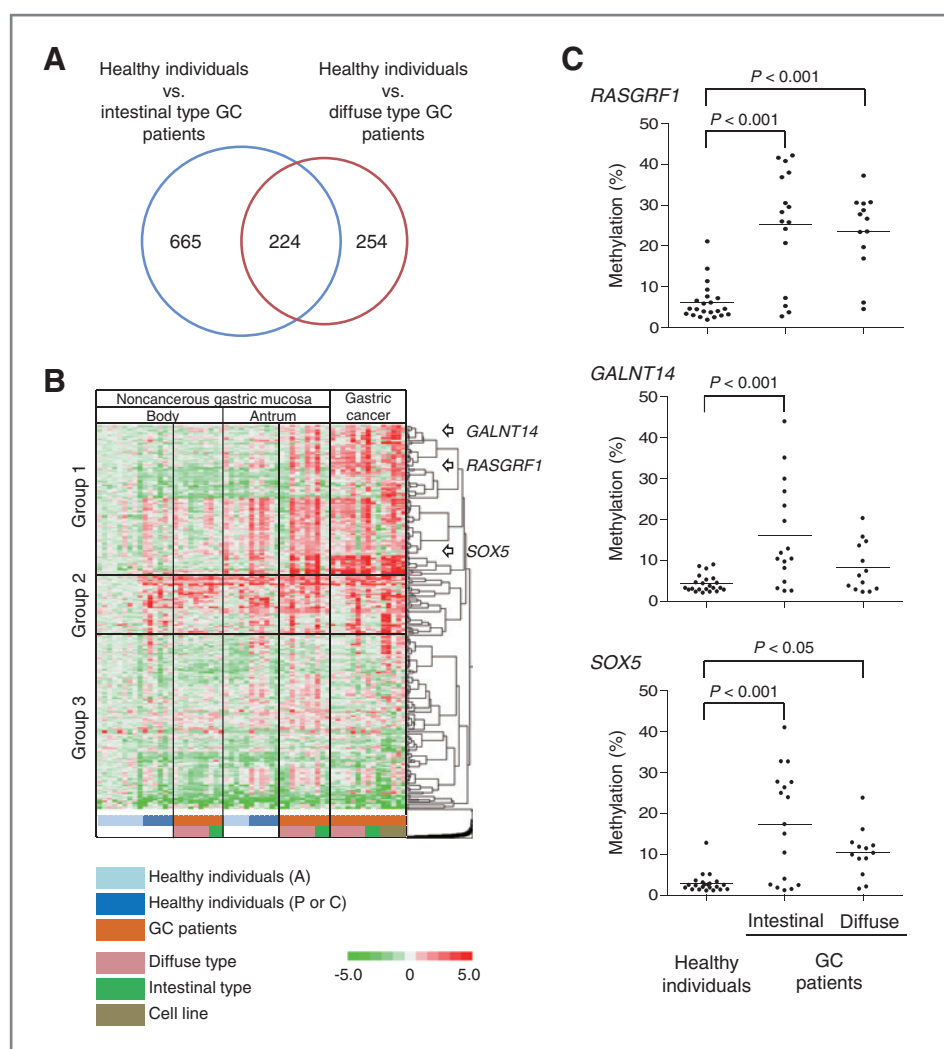 A
Healthy individuals
vs.
intestinal type GC
patients
Healthy individuals
vs.
diffuse type GC
patients
665
224
254
B
Noncancerous gastric mucosa
Gastric
cancer
Body
Antrum
Group 1
Group 2
Group 3
GALNT14
RASGRF1
SOX5
Healthy individuals (A)
Healthy individuals (P or C)
GC patients
Diffuse type
Intestinal type
Cell line
-5.0
0
5.0
C
RASGRF1
P < 0.001
P < 0.001
Methylation (%)
50
40
30
20
10
0
GALNT14
P < 0.001
Methylation (%)
50
40
30
20
10
0
SOX5
P < 0.05
P < 0.001
Methylation (%)
50
40
30
20
10
0
Intestinal
Diffuse
Healthy
individuals
GC
patients